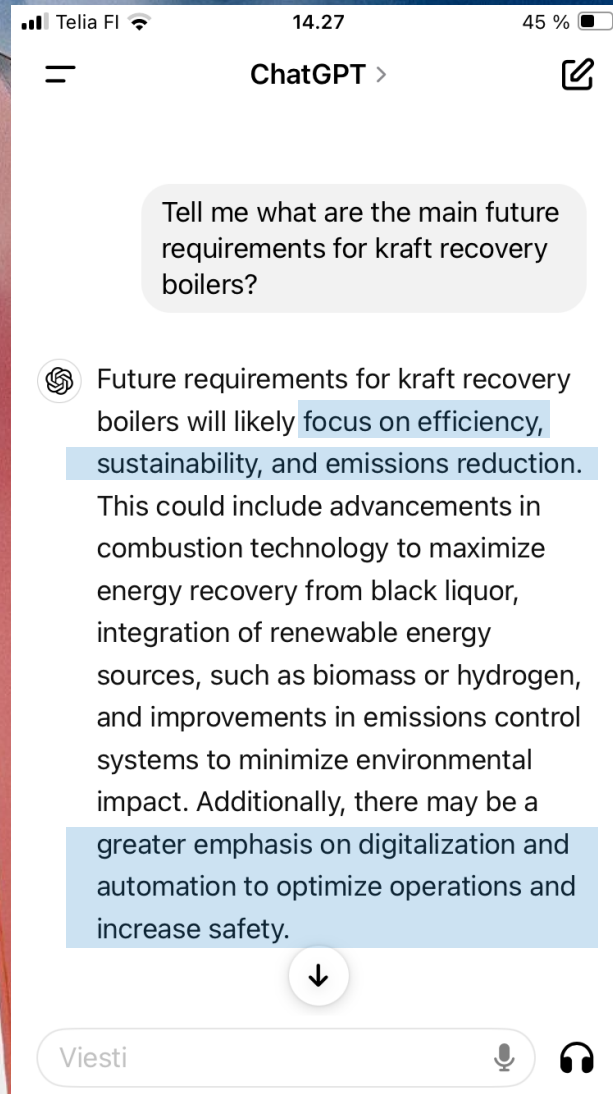 Telia FI 14.27 45 %
ChatGPT >
Tell me what are the main future
requirements for kraft recovery
boilers?
Future requirements for kraft recovery
boilers will likely focus on efficiency,
sustainability, and emissions reduction.
This could include advancements in
combustion technology to maximize
energy recovery from black liquor,
integration of renewable energy
sources, such as biomass or hydrogen,
and improvements in emissions control
systems to minimize environmental
impact. Additionally, there may be a
greater emphasis on digitalization and
automation to optimize operations and
increase safety.
Viesti